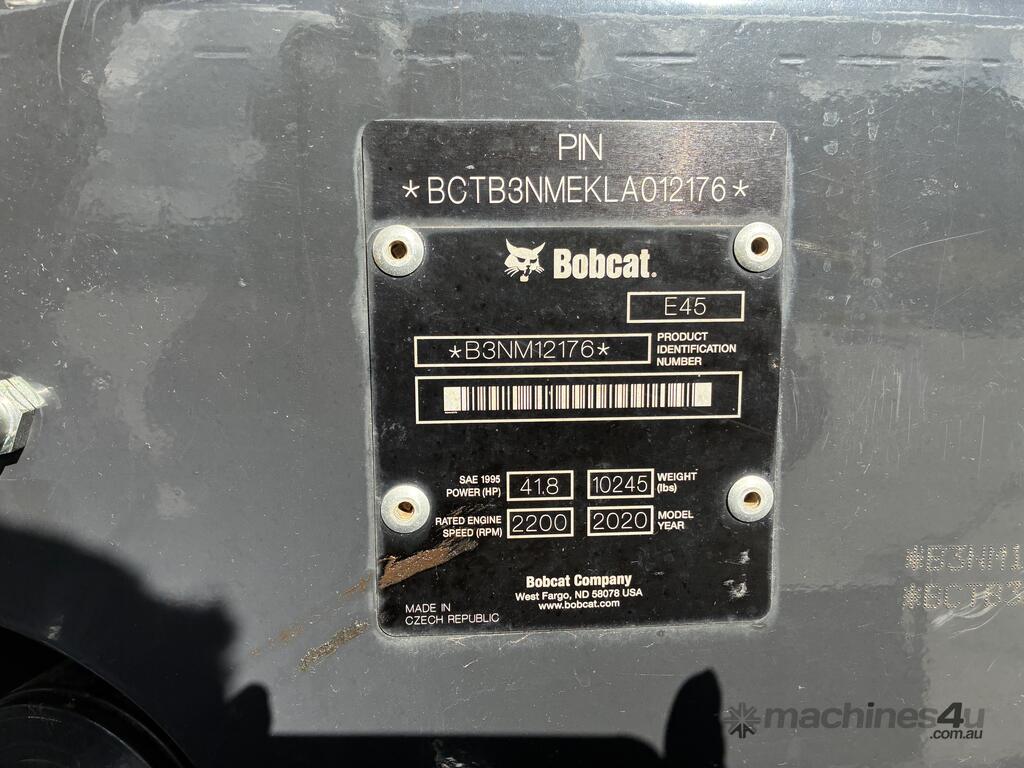 PIN
*BCTB3NMEKLA012176*
Bobcat.
E45
*B3NM12176*
PRODUCT
IDENTIFICATION
NUMBER
SAE 1995
POWER (HP)
41.8
10245
WEIGHT
(lbs)
RATED ENGINE
SPEED (RPM)
2200
2020
MODEL
YEAR
Bobcat Company
West Fargo, ND 58078 USA
www.bobcat.com
MADE IN
CZECH REPUBLIC
*B3NM1
*BCTB3
machines4u
.com.au